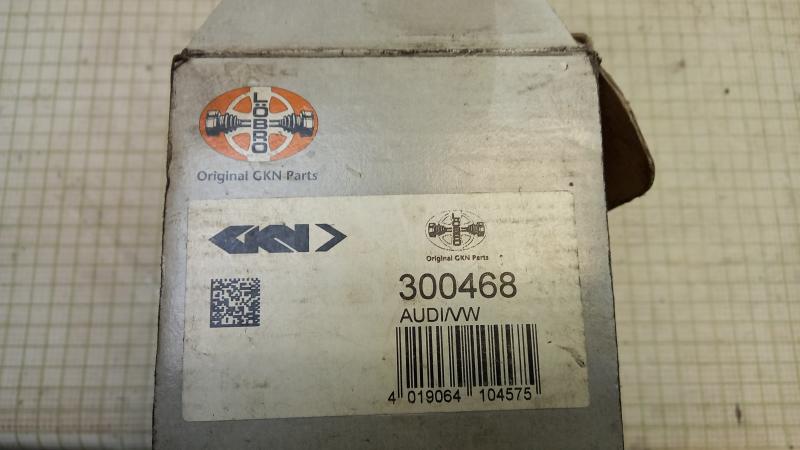 LÖBRO
Original GKN Parts
GKN
LÖBRO
Original GKN Parts
300468
AUDI/VW
4 019064 104575